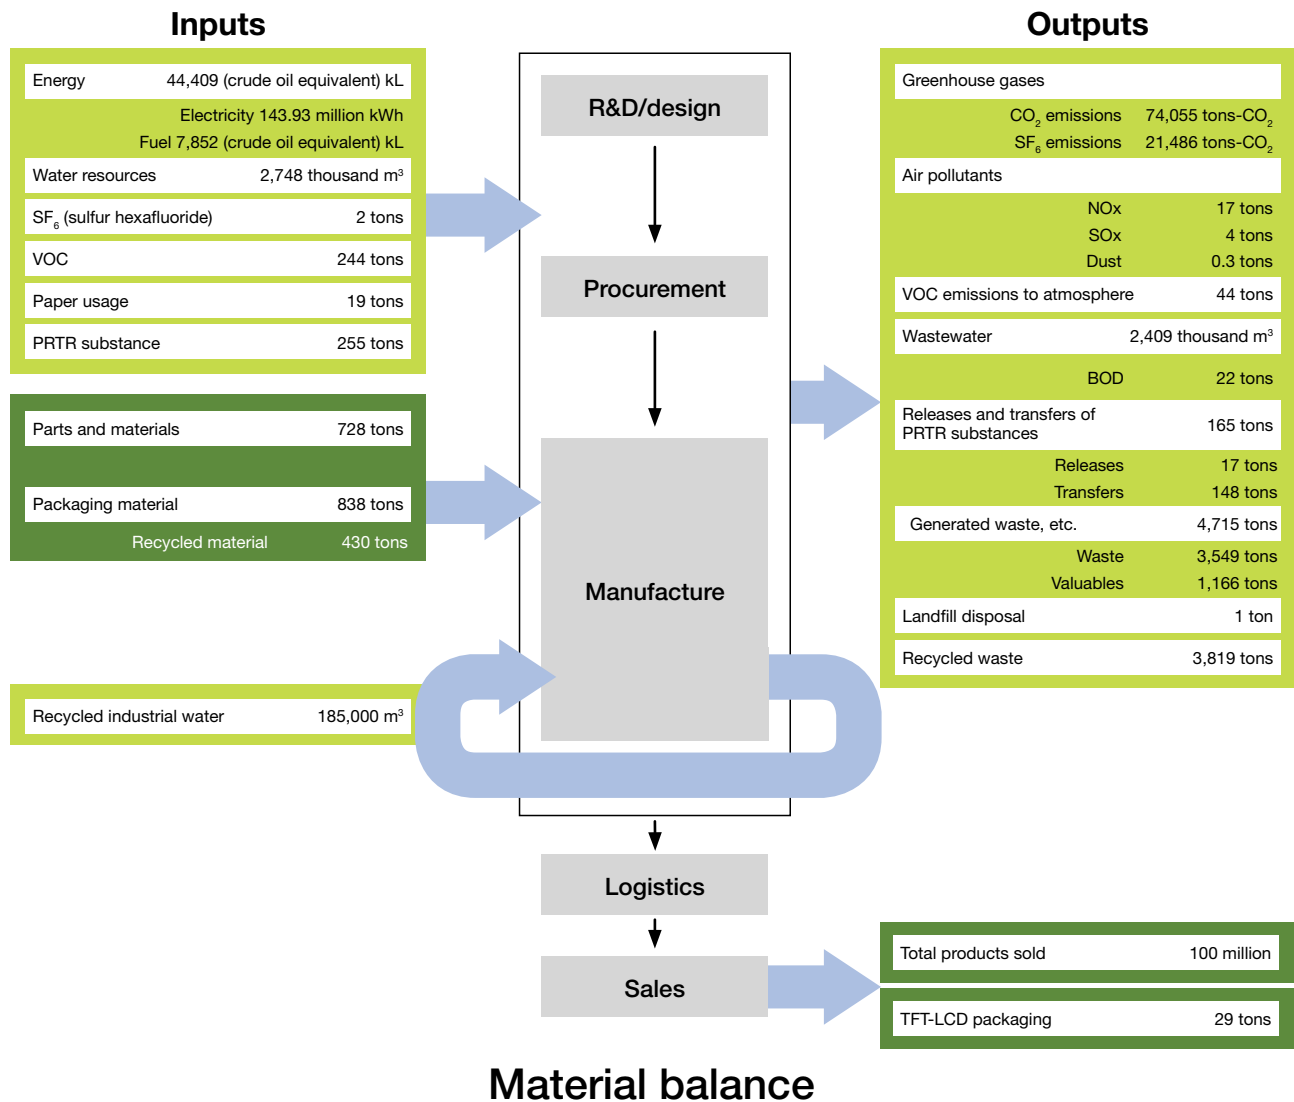 Inputs
Energy 44,409 (crude oil equivalent) kL
Electricity 143.93 million kWh
Fuel 7,852 (crude oil equivalent) kL
Water resources 2,748 thousand m³
SF₆ (sulfur hexafluoride) 2 tons
VOC 244 tons
Paper usage 19 tons
PRTR substance 255 tons
Parts and materials 728 tons
Packaging material 838 tons
Recycled material 430 tons
Recycled industrial water 185,000 m³
R&D/design
Procurement
Manufacture
Logistics
Sales
Outputs
Greenhouse gases
CO₂ emissions 74,055 tons-CO₂
SF₆ emissions 21,486 tons-CO₂
Air pollutants
NOx 17 tons
SOx 4 tons
Dust 0.3 tons
VOC emissions to atmosphere 44 tons
Wastewater 2,409 thousand m³
BOD 22 tons
Releases and transfers of
PRTR substances 165 tons
Releases 17 tons
Transfers 148 tons
Generated waste, etc. 4,715 tons
Waste 3,549 tons
Valuables 1,166 tons
Landfill disposal 1 ton
Recycled waste 3,819 tons
Total products sold 100 million
TFT-LCD packaging 29 tons
Material balance